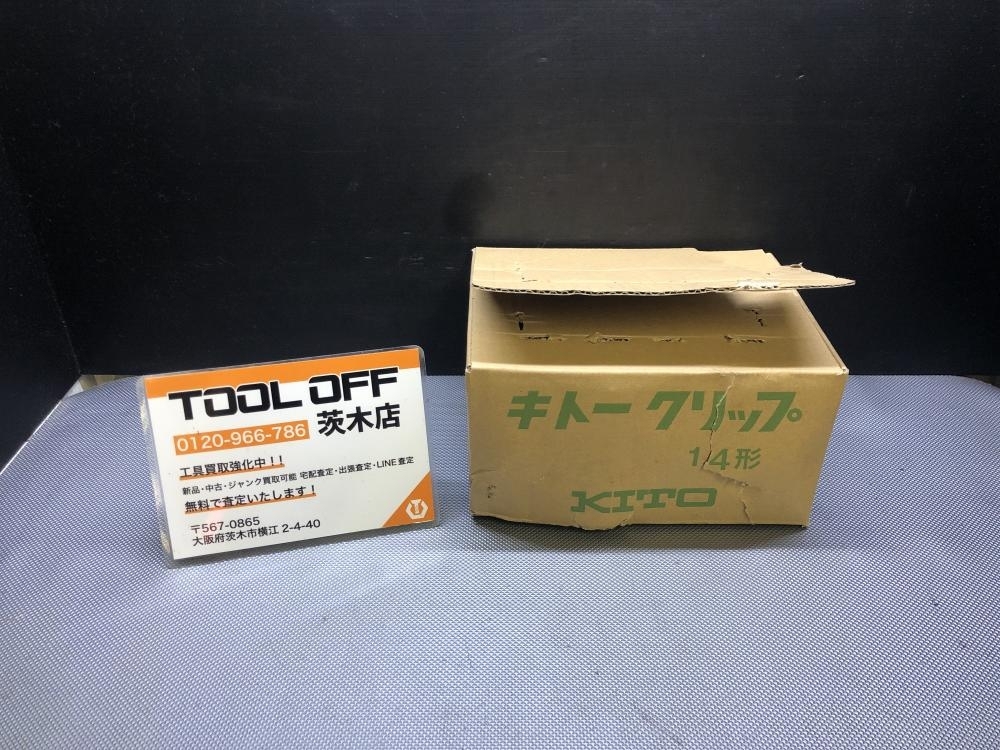 TOOL OFF
0120-966-786 茨木店
工具買取強化中！！
新品・中古・ジャンク買取可能 宅配査定・出張査定・LINE査定
無料で査定いたします！
〒567-0865
大阪府茨木市横江 2-4-40
キトークリップ
14形
KITO